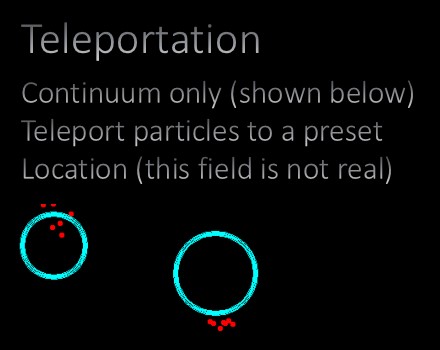 Teleportation
Continuum only (shown below)
Teleport particles to a preset
Location (this field is not real)